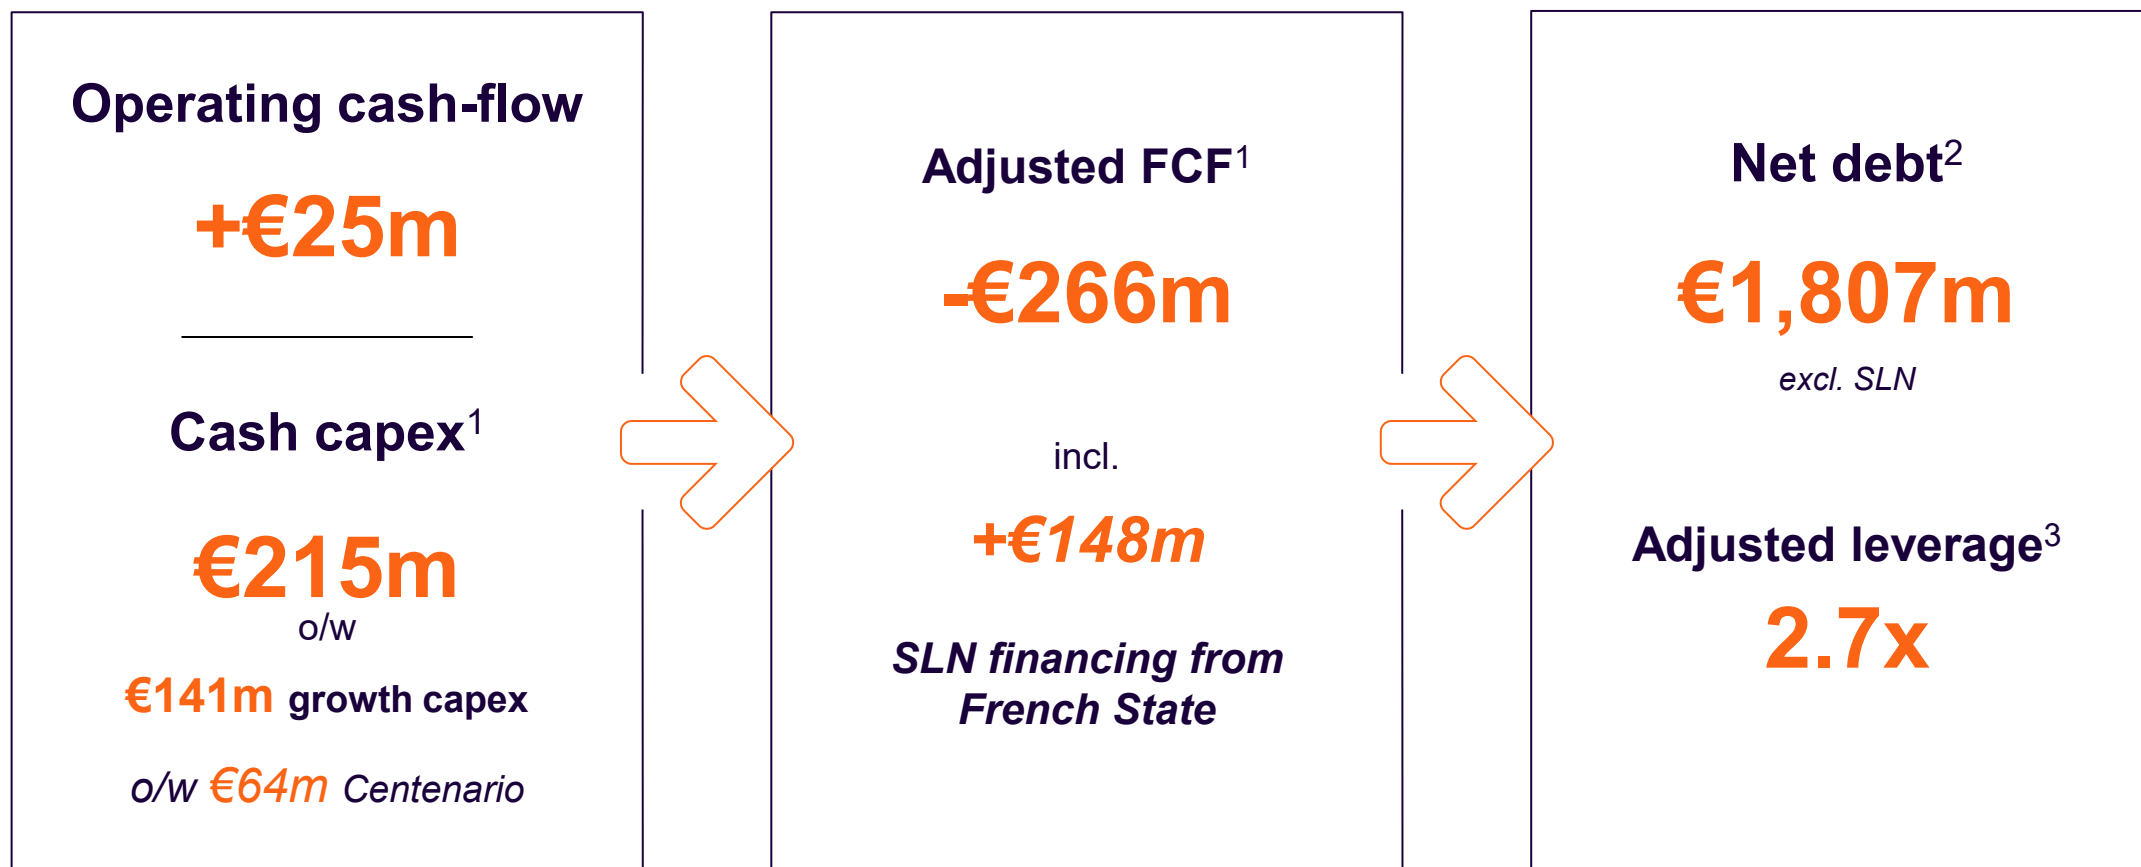 Operating cash-flow
+€25m
Cash capex1
€215m
o/w
€141m growth capex
o/w €64m Centenario
Adjusted FCF1
-€266m
incl.
+€148m
SLN financing from
French State
Net debt2
€1,807m
excl. SLN
Adjusted leverage3
2.7x